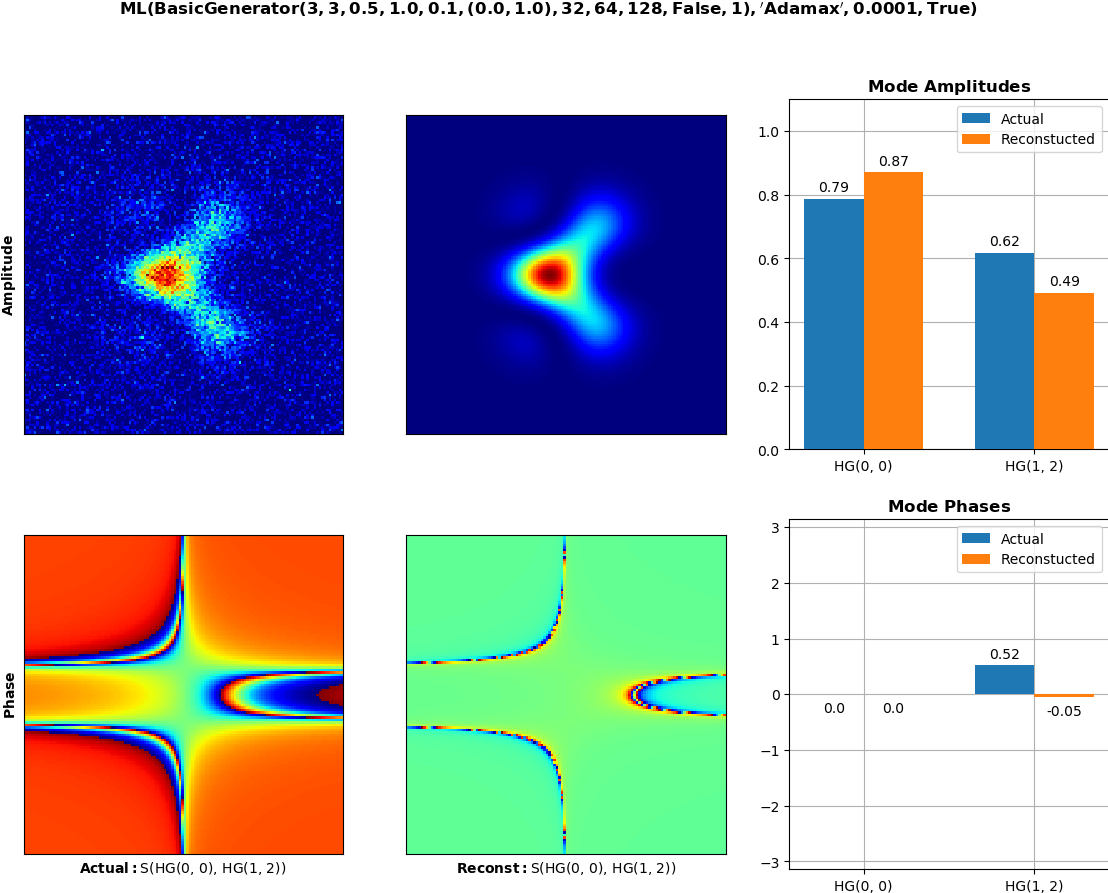 ML(BasicGenerator(3, 3, 0.5, 1.0, 0.1, (0.0, 1.0), 32, 64, 128, False, 1), 'Adamax', 0.0001, True)
Amplitude
Mode Amplitudes
Actual
Reconstucted
1.0
0.8
0.6
0.4
0.2
0.0
0.79
0.87
0.62
0.49
HG(0, 0)
HG(1, 2)
Phase
Actual: S(HG(0, 0), HG(1, 2))
Reconst: S(HG(0, 0), HG(1, 2))
Mode Phases
Actual
Reconstucted
3
2
1
0
−1
−2
−3
0.0
0.0
0.52
-0.05
HG(0, 0)
HG(1, 2)